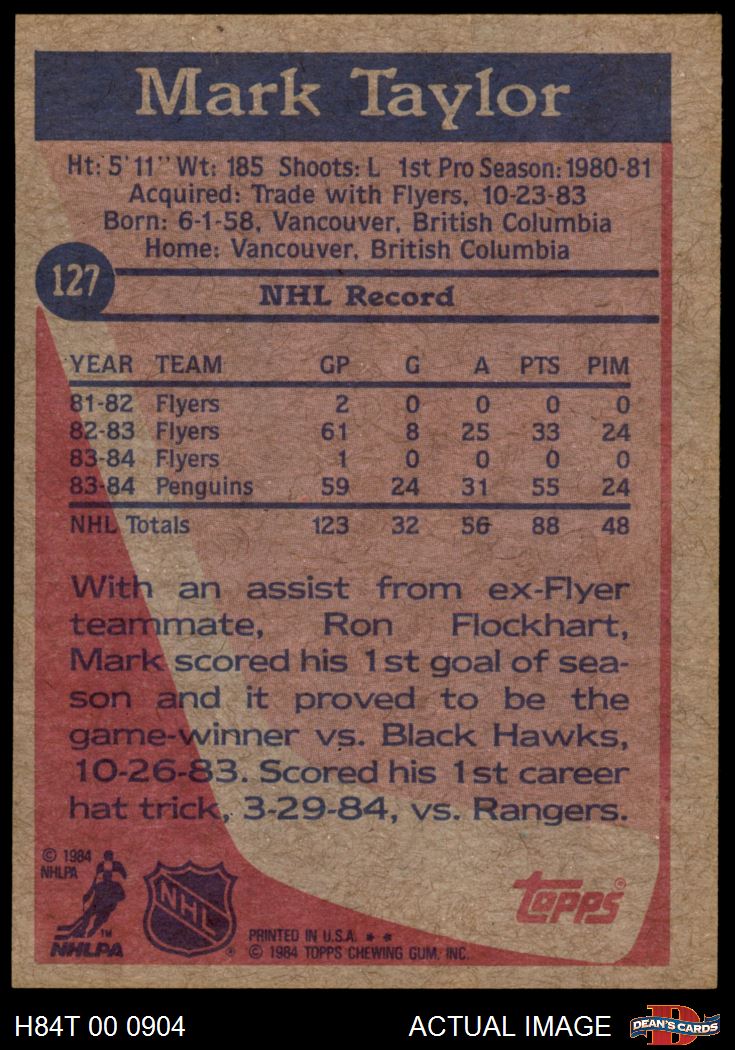 Mark Taylor
Ht: 5'11" Wt: 185 Shoots: L 1st Pro Season: 1980-81
Acquired: Trade with Flyers, 10-23-83
Born: 6-1-58, Vancouver, British Columbia
Home: Vancouver, British Columbia
127
NHL Record
YEAR TEAM GP G A PTS PIM
81-82 Flyers 2 0 0 0 0
82-83 Flyers 61 8 25 33 24
83-84 Flyers 1 0 0 0 0
83-84 Penguins 59 24 31 55 24
NHL Totals 123 32 56 88 48
With an assist from ex-Flyer
teammate, Ron Flockhart,
Mark scored his 1st goal of sea-
son and it proved to be the
game-winner vs. Black Hawks,
10-26-83. Scored his 1st career
hat trick, 3-29-84, vs. Rangers.
© 1984
NHLPA
NHLPA™
NHL®
topps®
PRINTED IN U.S.A. **
© 1984 TOPPS CHEWING GUM, INC.
H84T 00 0904 ACTUAL IMAGE
D
DEAN'S CARDS